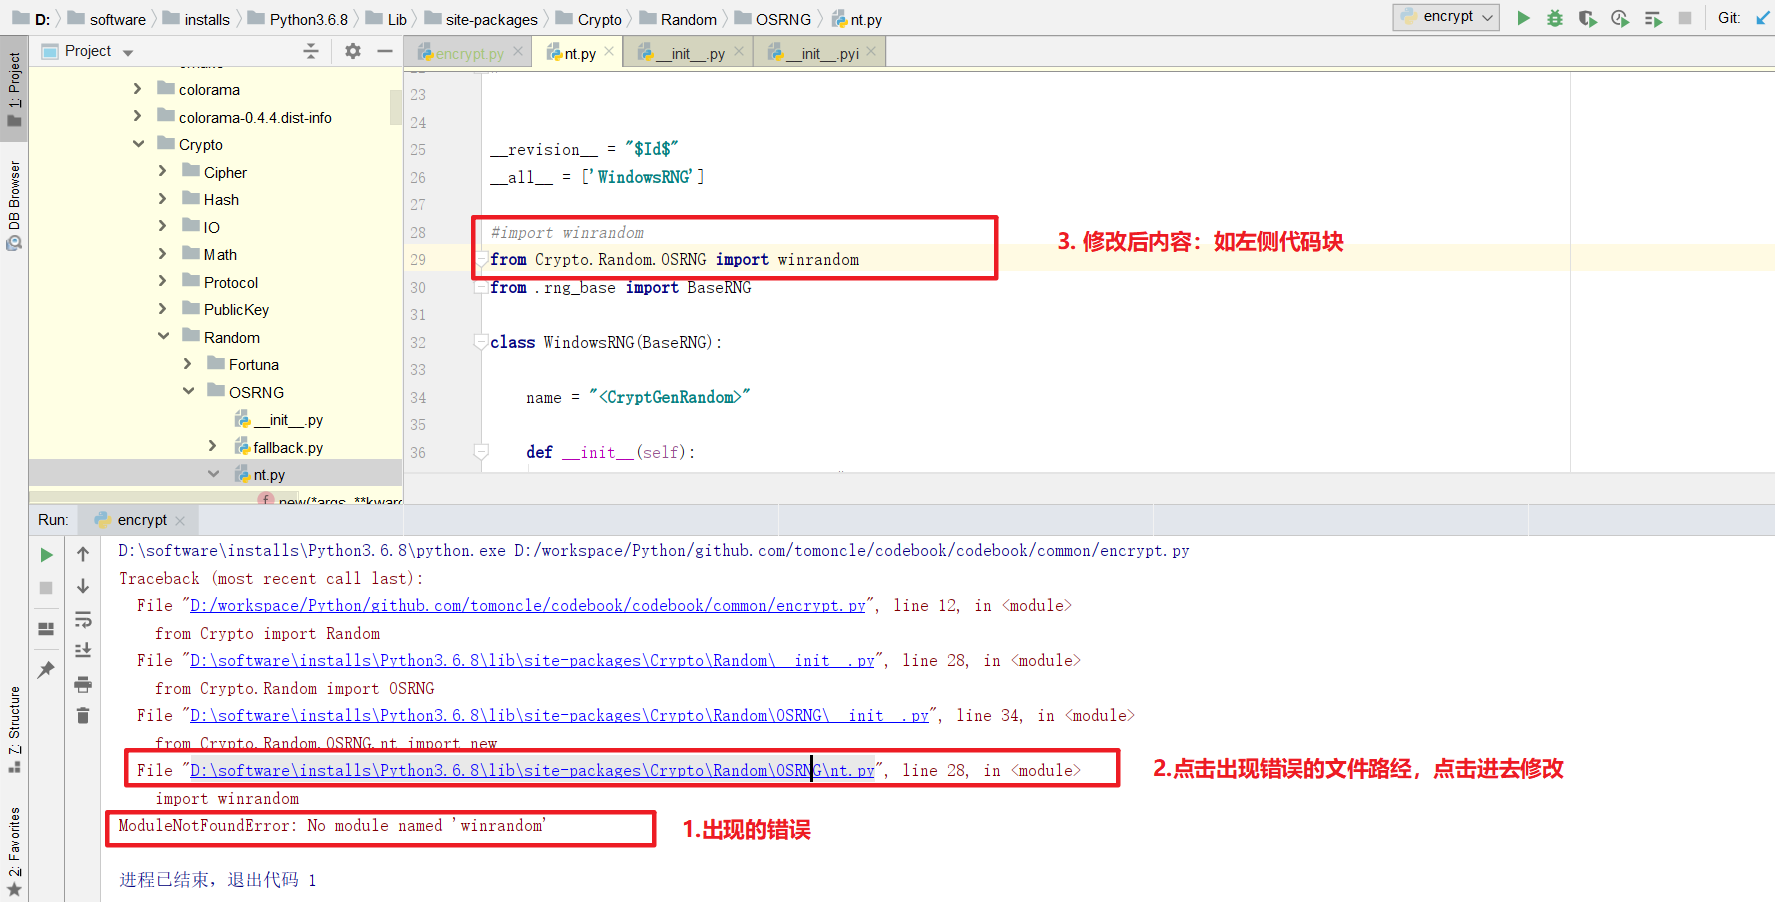 D: software installs Python3.6.8 Lib site-packages Crypto Random OSRNG nt.py
encrypt
Git:
Project
encrypt.py
nt.py
__init__.py
__init__.pyi
1: Project
DB Browser
7: Structure
2: Favorites
colorama
colorama-0.4.4.dist-info
Crypto
Cipher
Hash
IO
Math
Protocol
PublicKey
Random
Fortuna
OSRNG
__init__.py
fallback.py
nt.py
new(*args, **kwarg
23
24
25 __revision__ = "$Id$"
26 __all__ = ['WindowsRNG']
27
28 #import winrandom
29 from Crypto.Random.OSRNG import winrandom
30 from .rng_base import BaseRNG
31
32 class WindowsRNG(BaseRNG):
33
34 name = "<CryptGenRandom>"
35
36 def __init__(self):
3. 修改后内容：如左侧代码块
Run: encrypt
D:\software\installs\Python3.6.8\python.exe D:/workspace/Python/github.com/tomoncle/codebook/codebook/common/encrypt.py
Traceback (most recent call last):
File "D:/workspace/Python/github.com/tomoncle/codebook/codebook/common/encrypt.py", line 12, in <module>
from Crypto import Random
File "D:\software\installs\Python3.6.8\lib\site-packages\Crypto\Random\__init__.py", line 28, in <module>
from Crypto.Random import OSRNG
File "D:\software\installs\Python3.6.8\lib\site-packages\Crypto\Random\OSRNG\__init__.py", line 34, in <module>
from Crypto.Random.OSRNG.nt import new
File "D:\software\installs\Python3.6.8\lib\site-packages\Crypto\Random\OSRNG\nt.py", line 28, in <module>
2.点击出现错误的文件路经，点击进去修改
import winrandom
ModuleNotFoundError: No module named 'winrandom'
1.出现的错误
进程已结束，退出代码 1